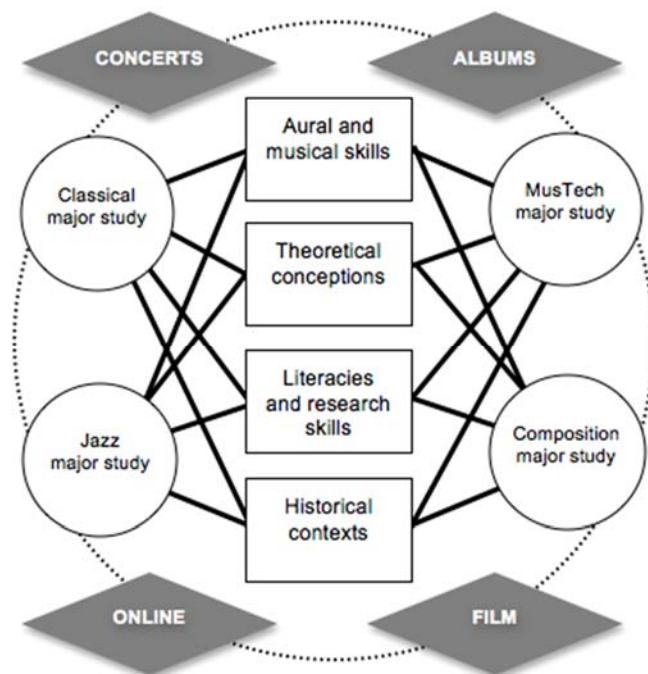 CONCERTS
ALBUMS
Aural and
musical skills
Classical
major study
MusTech
major study
Theoretical
conceptions
Literacies
and research
skills
Jazz
major study
Composition
major study
Historical
contexts
ONLINE
FILM